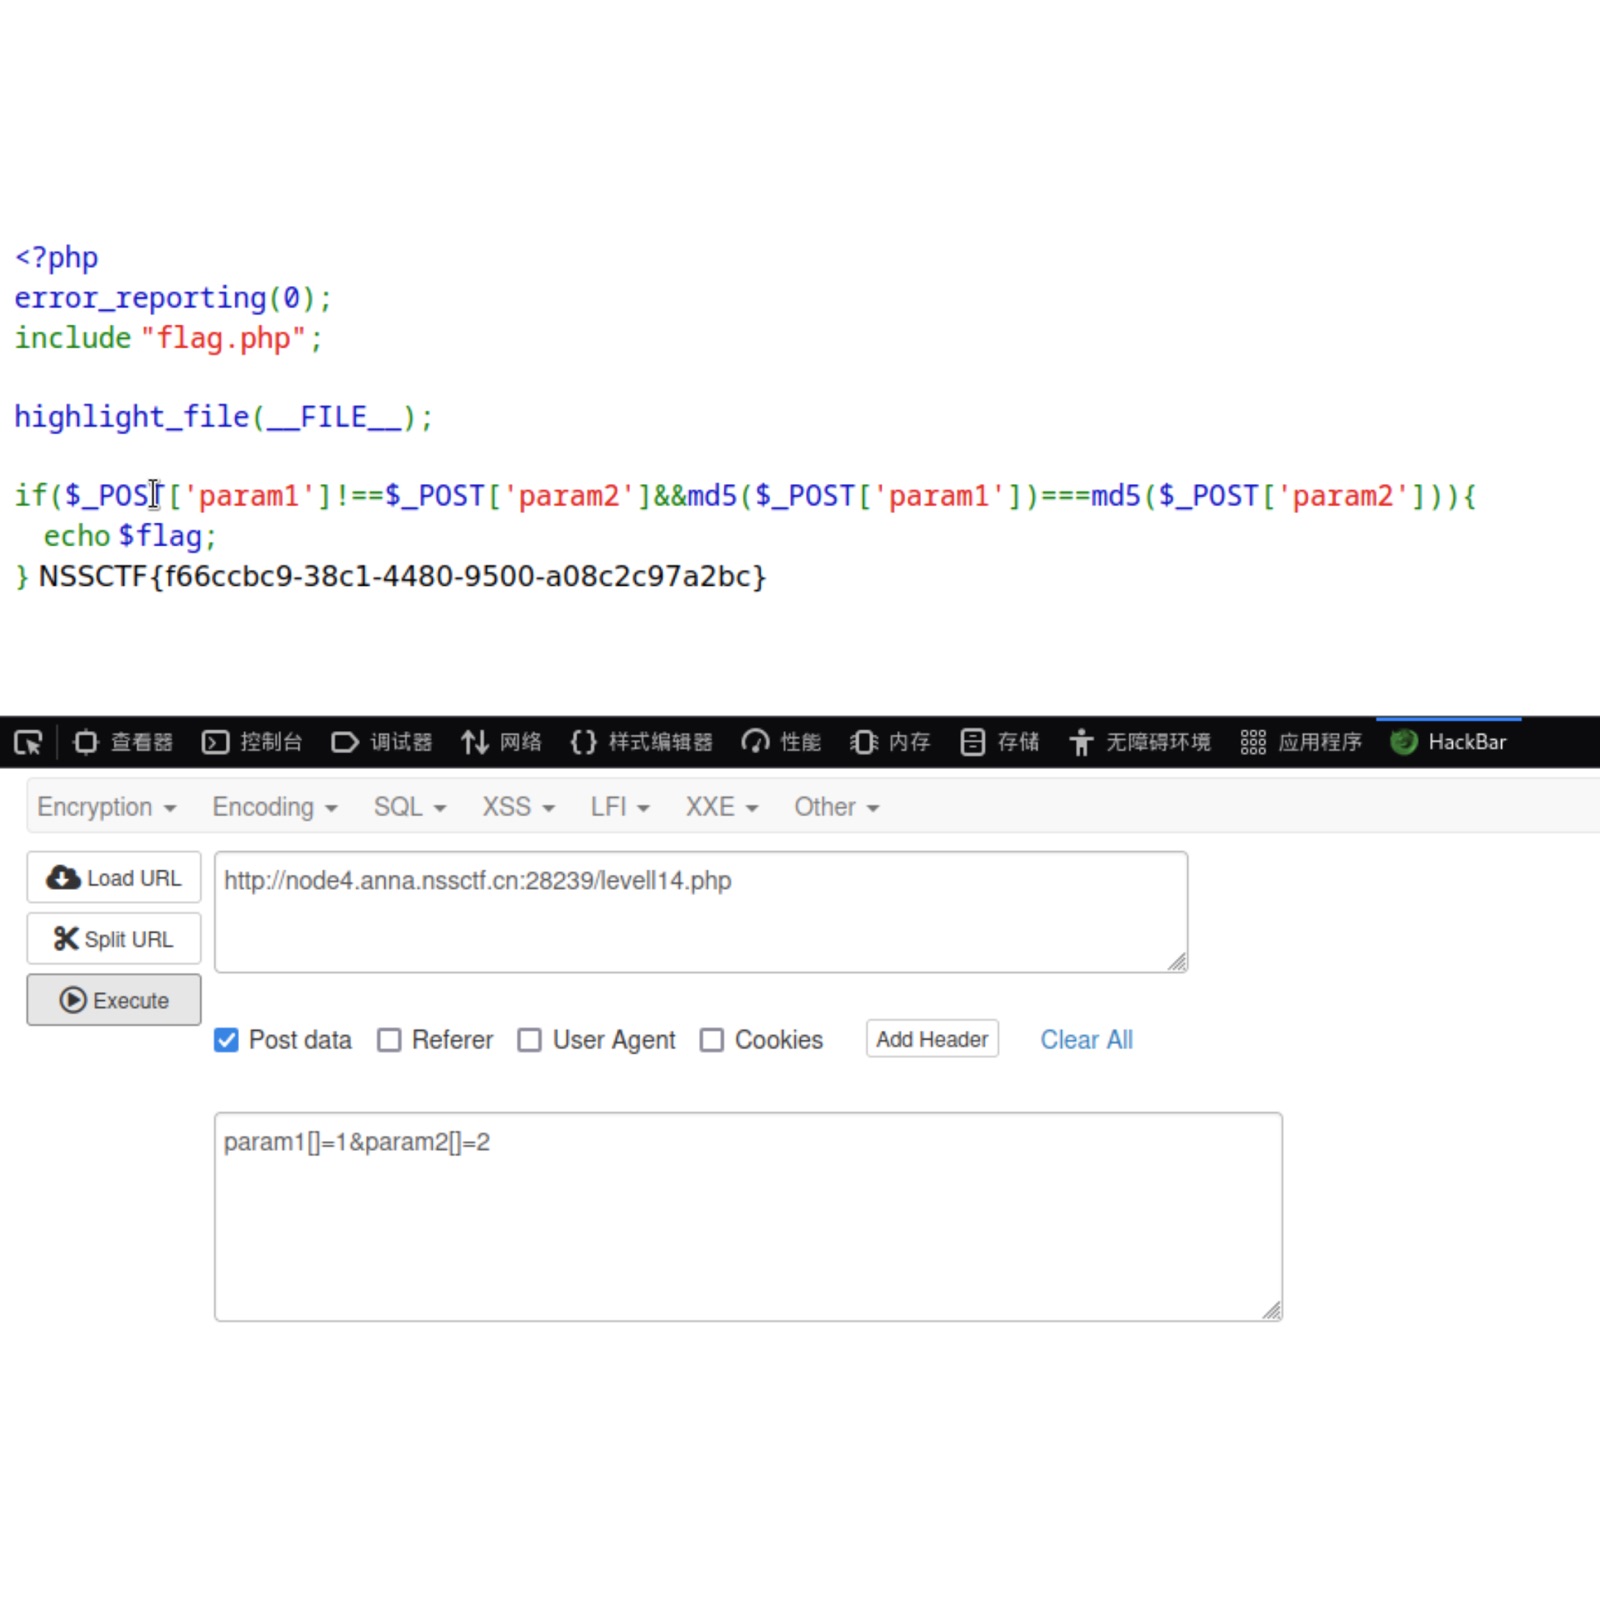 <?php
error_reporting(0);
include "flag.php";
highlight_file(__FILE__);
if($_POST['param1']!==$_POST['param2']&&md5($_POST['param1'])===md5($_POST['param2'])){
echo $flag;
} NSSCTF{f66ccbc9-38c1-4480-9500-a08c2c97a2bc}
查看器 控制台 调试器 网络 样式编辑器 性能 内存 存储 无障碍环境 应用程序 HackBar
Encryption Encoding SQL XSS LFI XXE Other
Load URL http://node4.anna.nssctf.cn:28239/levell14.php
Split URL
Execute
Post data Referer User Agent Cookies Add Header Clear All
param1[]=1&param2[]=2